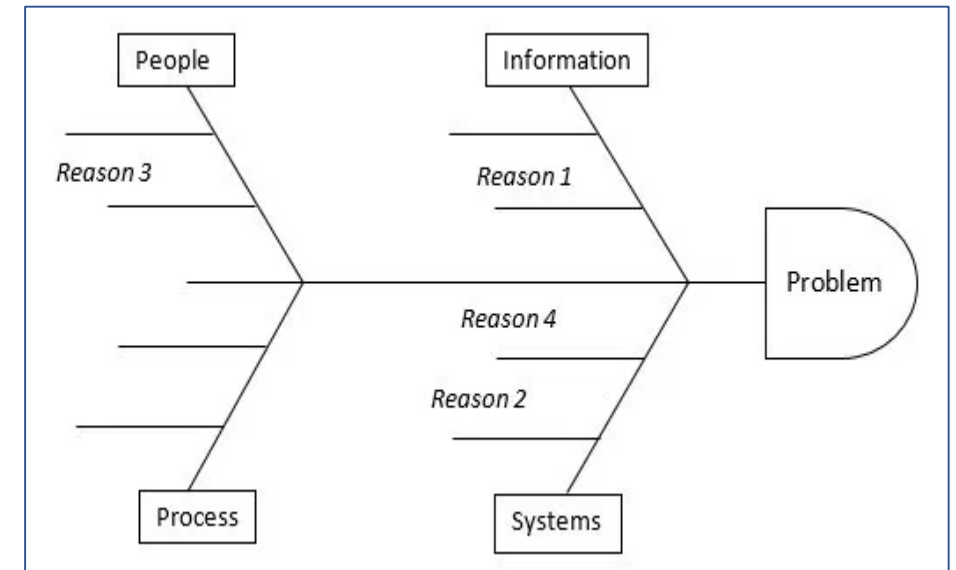 People
Information
Reason 3
Reason 1
Problem
Reason 4
Reason 2
Process
Systems